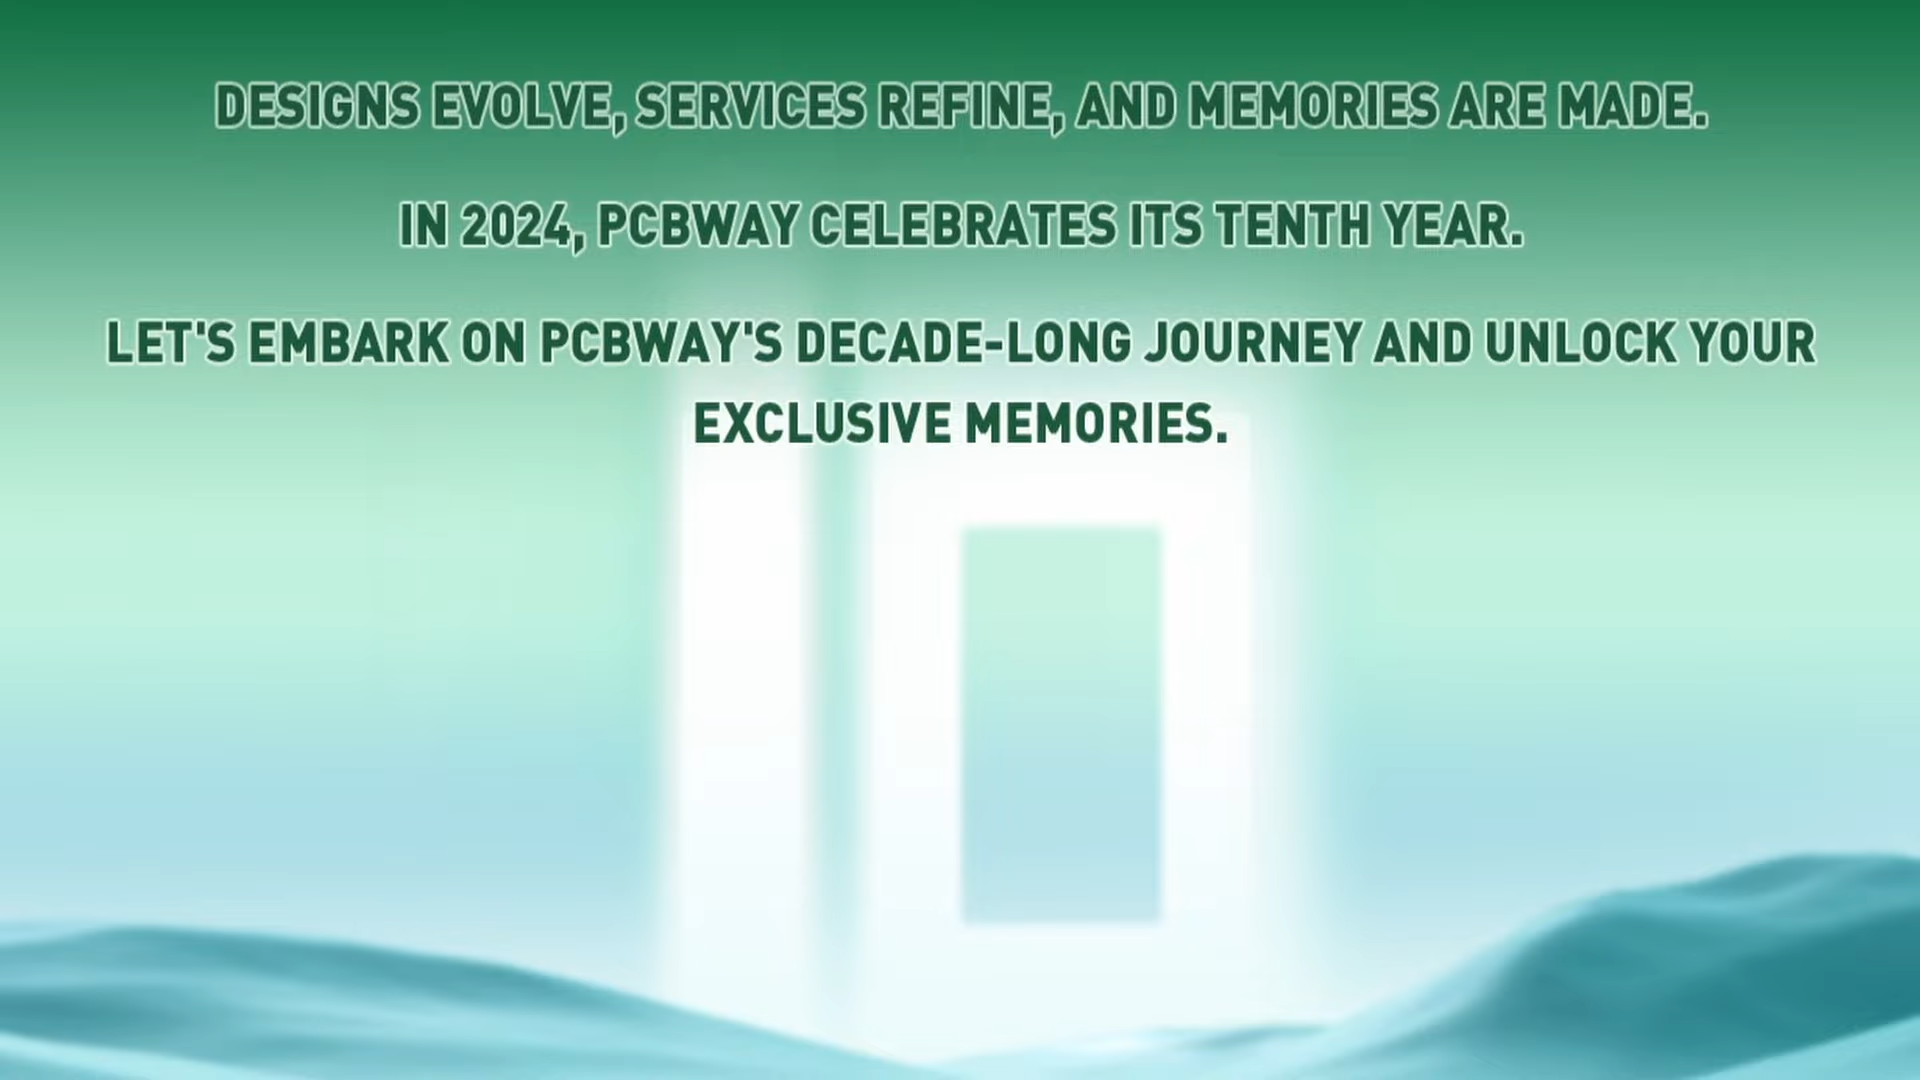 DESIGNS EVOLVE, SERVICES REFINE, AND MEMORIES ARE MADE.
IN 2024, PCBWAY CELEBRATES ITS TENTH YEAR.
LET'S EMBARK ON PCBWAY'S DECADE-LONG JOURNEY AND UNLOCK YOUR
EXCLUSIVE MEMORIES.
10